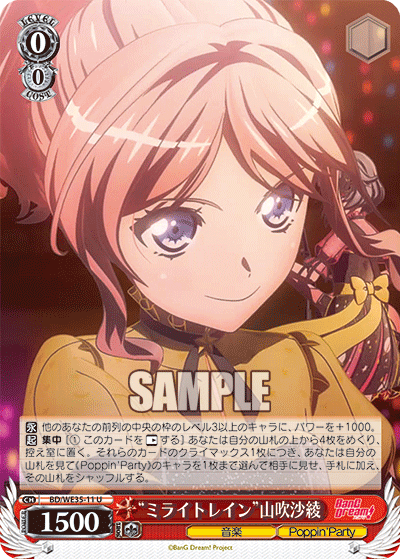 LEVEL
0
0
COST
SAMPLE
永 他のあなたの前列の中央の枠のレベル3以上のキャラに、パワーを+1000。
起 集中 [① このカードを する] あなたは自分の山札の上から4枚をめくり、
控え室に置く。それらのカードのクライマックス1枚につき、あなたは自分の
山札を見て《Poppin'Party》のキャラを1枚まで選んで相手に見せ、手札に加え、
その山札をシャッフルする。
CH BD/WE35-11 U
1500
"ミライトレイン"山吹沙綾
BanG Dream!
音楽
Poppin'Party
©BanG Dream! Project